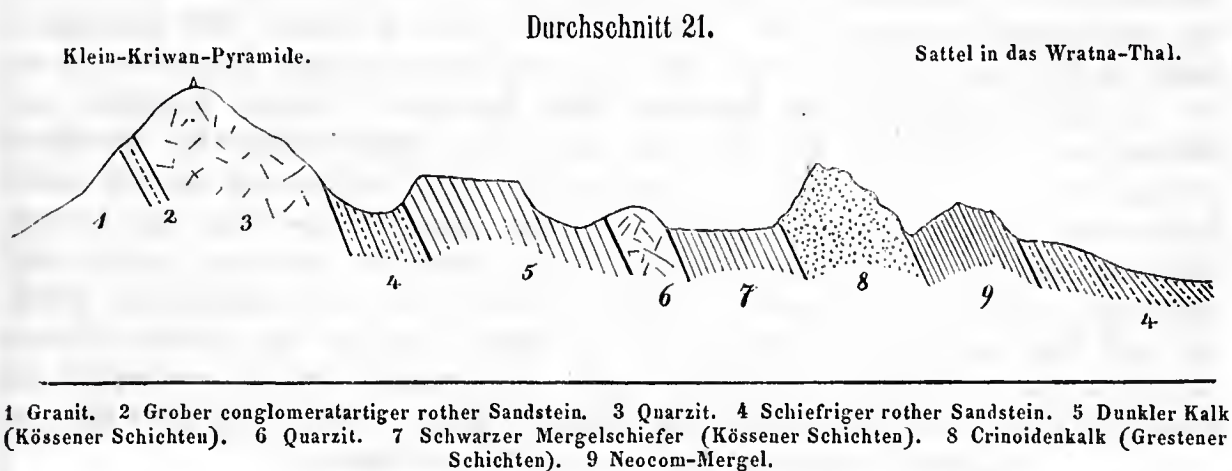 Durchschnitt 21.
Klein-Kriwan-Pyramide.
Sattel in das Wratna-Thal.
1
2
3
4
5
6
7
8
9
4
1 Granit. 2 Grober conglomeratartiger rother Sandstein. 3 Quarzit. 4 Schiefriger rother Sandstein. 5 Dunkler Kalk
(Kössener Schichten). 6 Quarzit. 7 Schwarzer Mergelschiefer (Kössener Schichten). 8 Crinoidenkalk (Grestener
Schichten). 9 Neocom-Mergel.